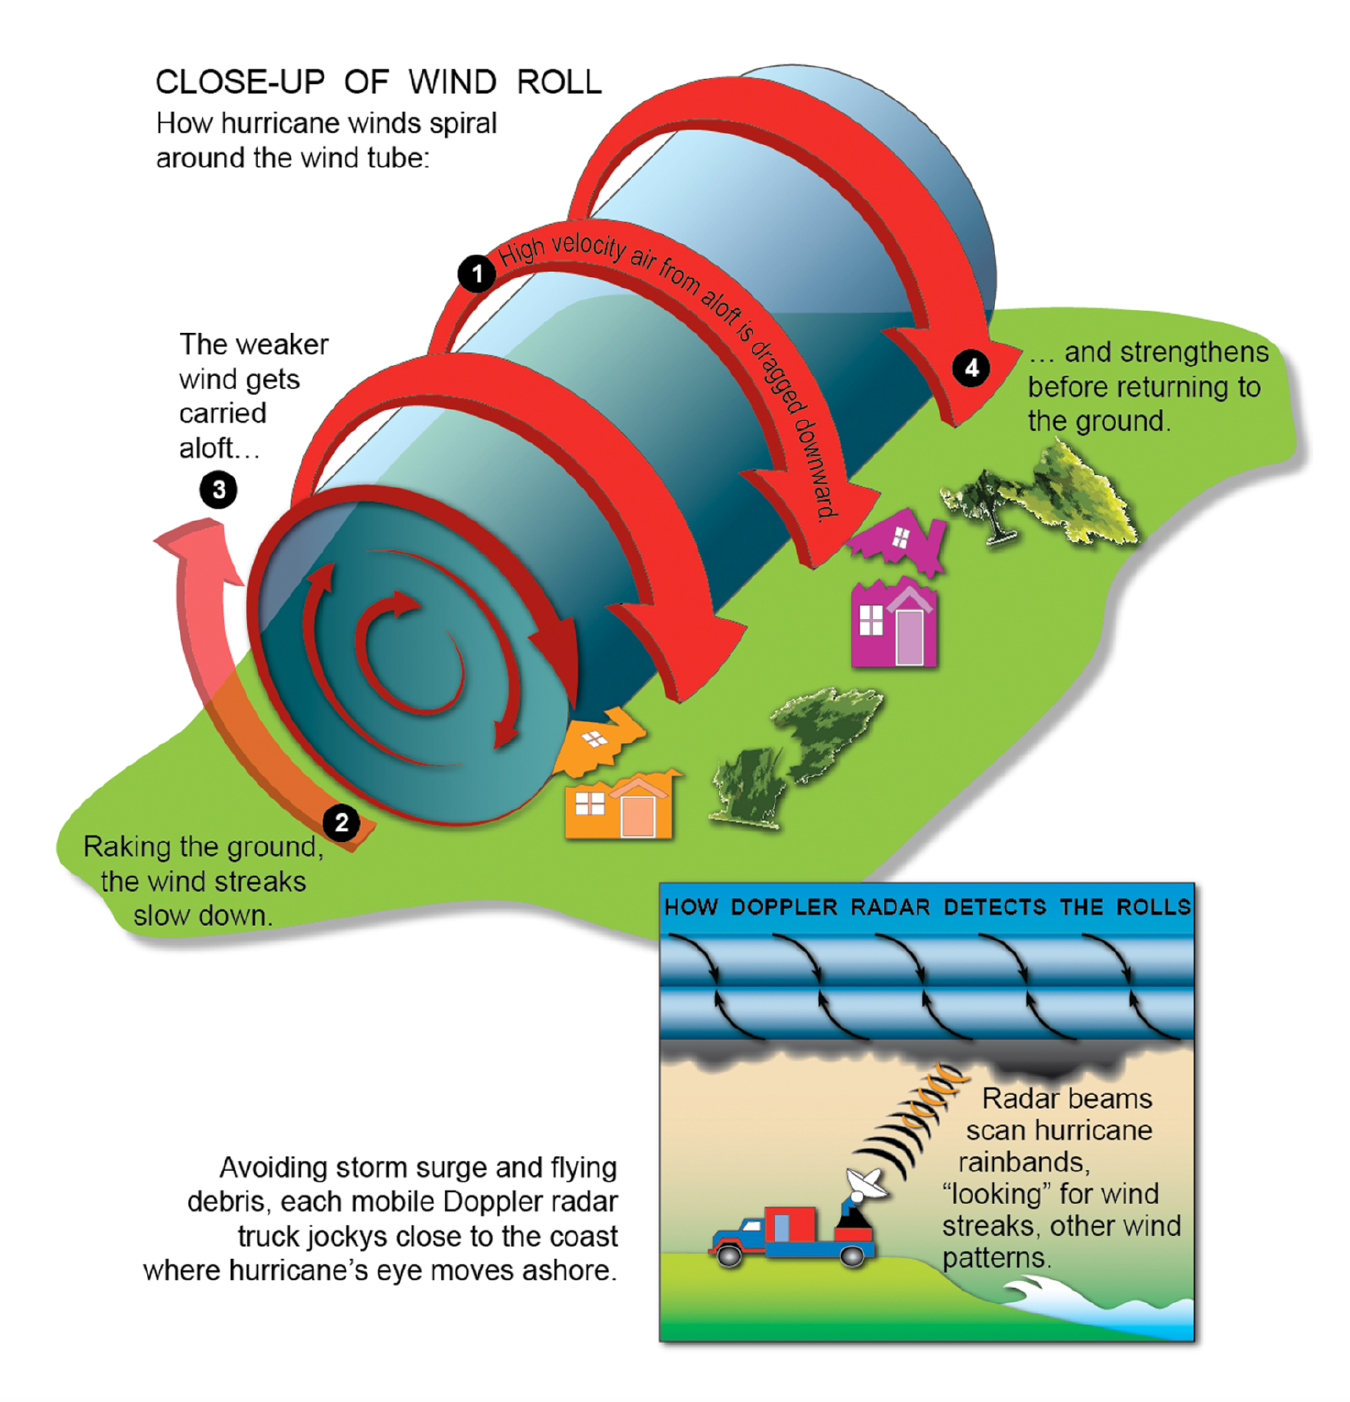 CLOSE-UP OF WIND ROLL
How hurricane winds spiral
around the wind tube:
1
High velocity air from aloft is dragged downward.
The weaker
wind gets
carried
aloft...
3
4
... and strengthens
before returning to
the ground.
2
Raking the ground,
the wind streaks
slow down.
HOW DOPPLER RADAR DETECTS THE ROLLS
Radar beams
scan hurricane
rainbands,
“looking” for wind
streaks, other wind
patterns.
Avoiding storm surge and flying
debris, each mobile Doppler radar
truck jockys close to the coast
where hurricane’s eye moves ashore.